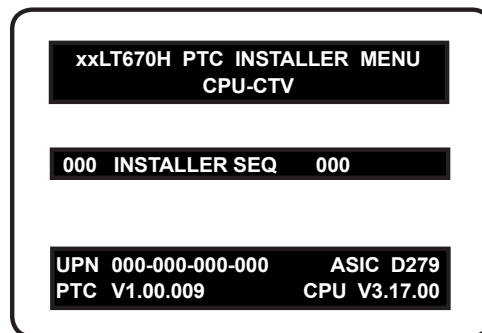 xxLT670H PTC INSTALLER MENU
CPU-CTV
000 INSTALLER SEQ 000
UPN 000-000-000-000 ASIC D279
PTC V1.00.009 CPU V3.17.00